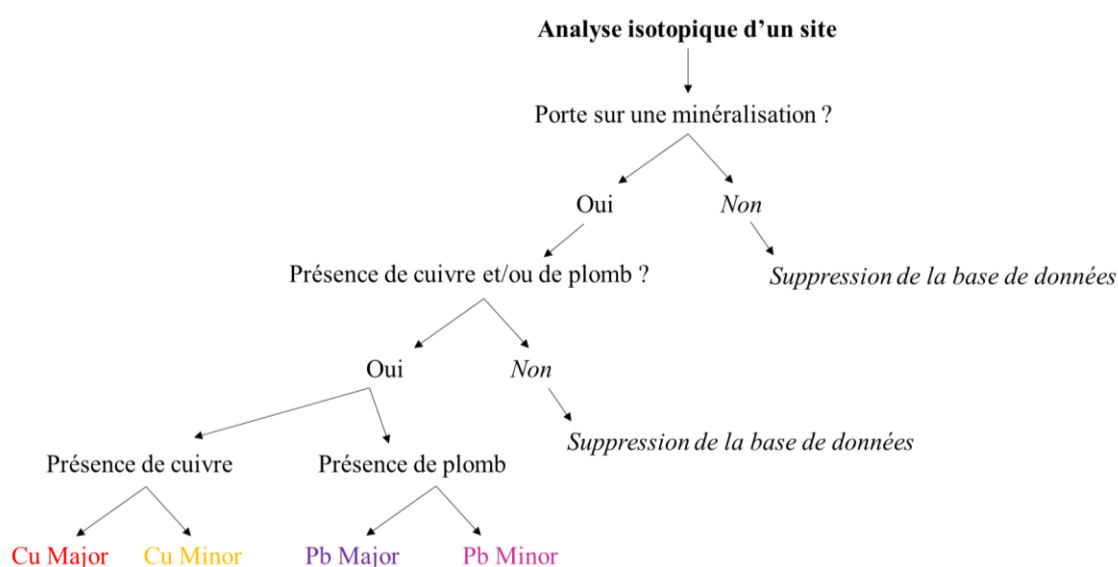 Analyse isotopique d’un site
Porte sur une minéralisation ?
Oui
Non
Présence de cuivre et/ou de plomb ?
Suppression de la base de données
Oui
Non
Suppression de la base de données
Présence de cuivre
Présence de plomb
Cu Major
Cu Minor
Pb Major
Pb Minor